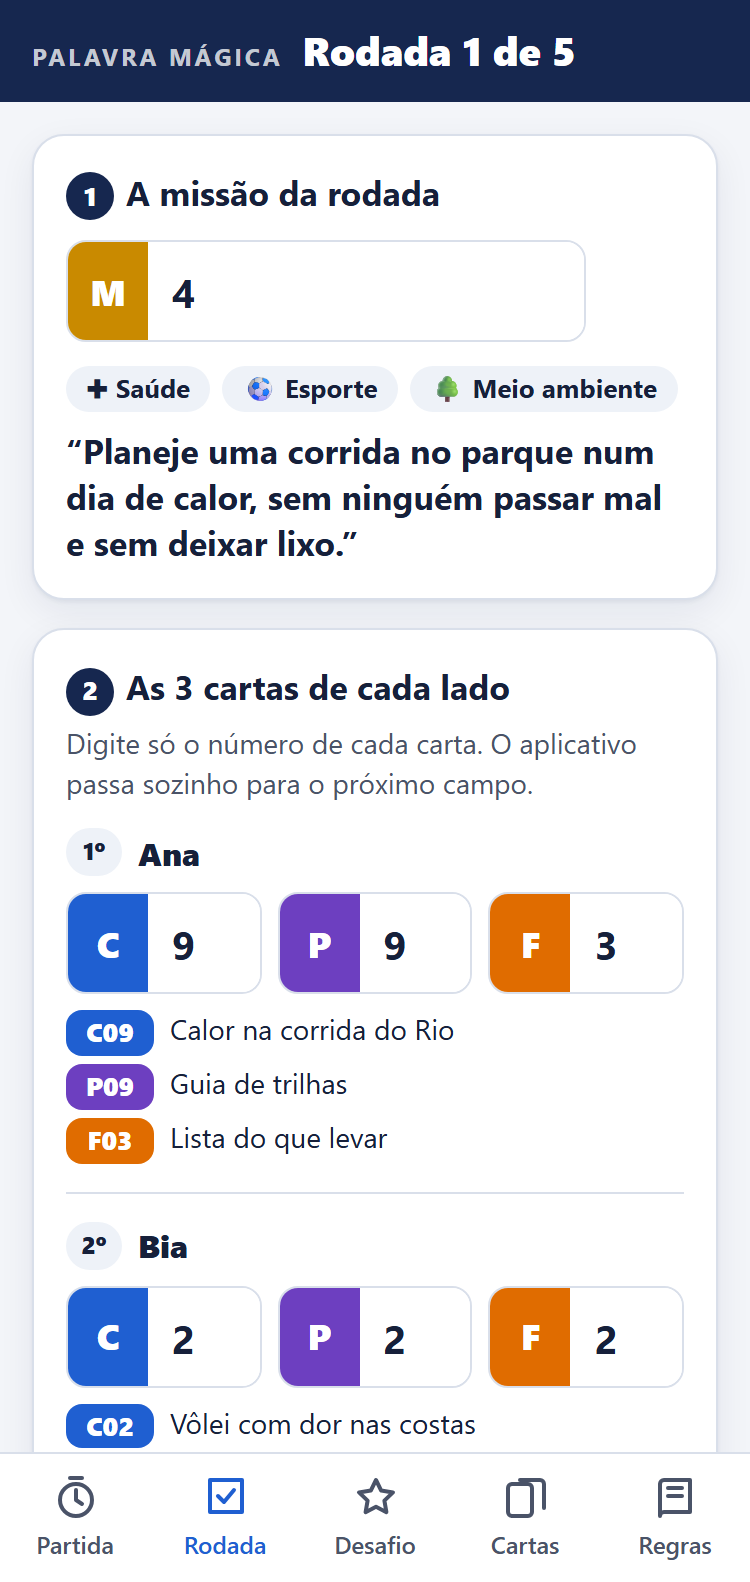 PALAVRA MÁGICA Rodada 1 de 5
1 A missão da rodada
M 4
Saúde Esporte Meio ambiente
“Planeje uma corrida no parque num
dia de calor, sem ninguém passar mal
e sem deixar lixo.”
2 As 3 cartas de cada lado
Digite só o número de cada carta. O aplicativo
passa sozinho para o próximo campo.
1º Ana
C 9 P 9 F 3
C09 Calor na corrida do Rio
P09 Guia de trilhas
F03 Lista do que levar
2º Bia
C 2 P 2 F 2
C02 Vôlei com dor nas costas
Partida Rodada Desafio Cartas Regras